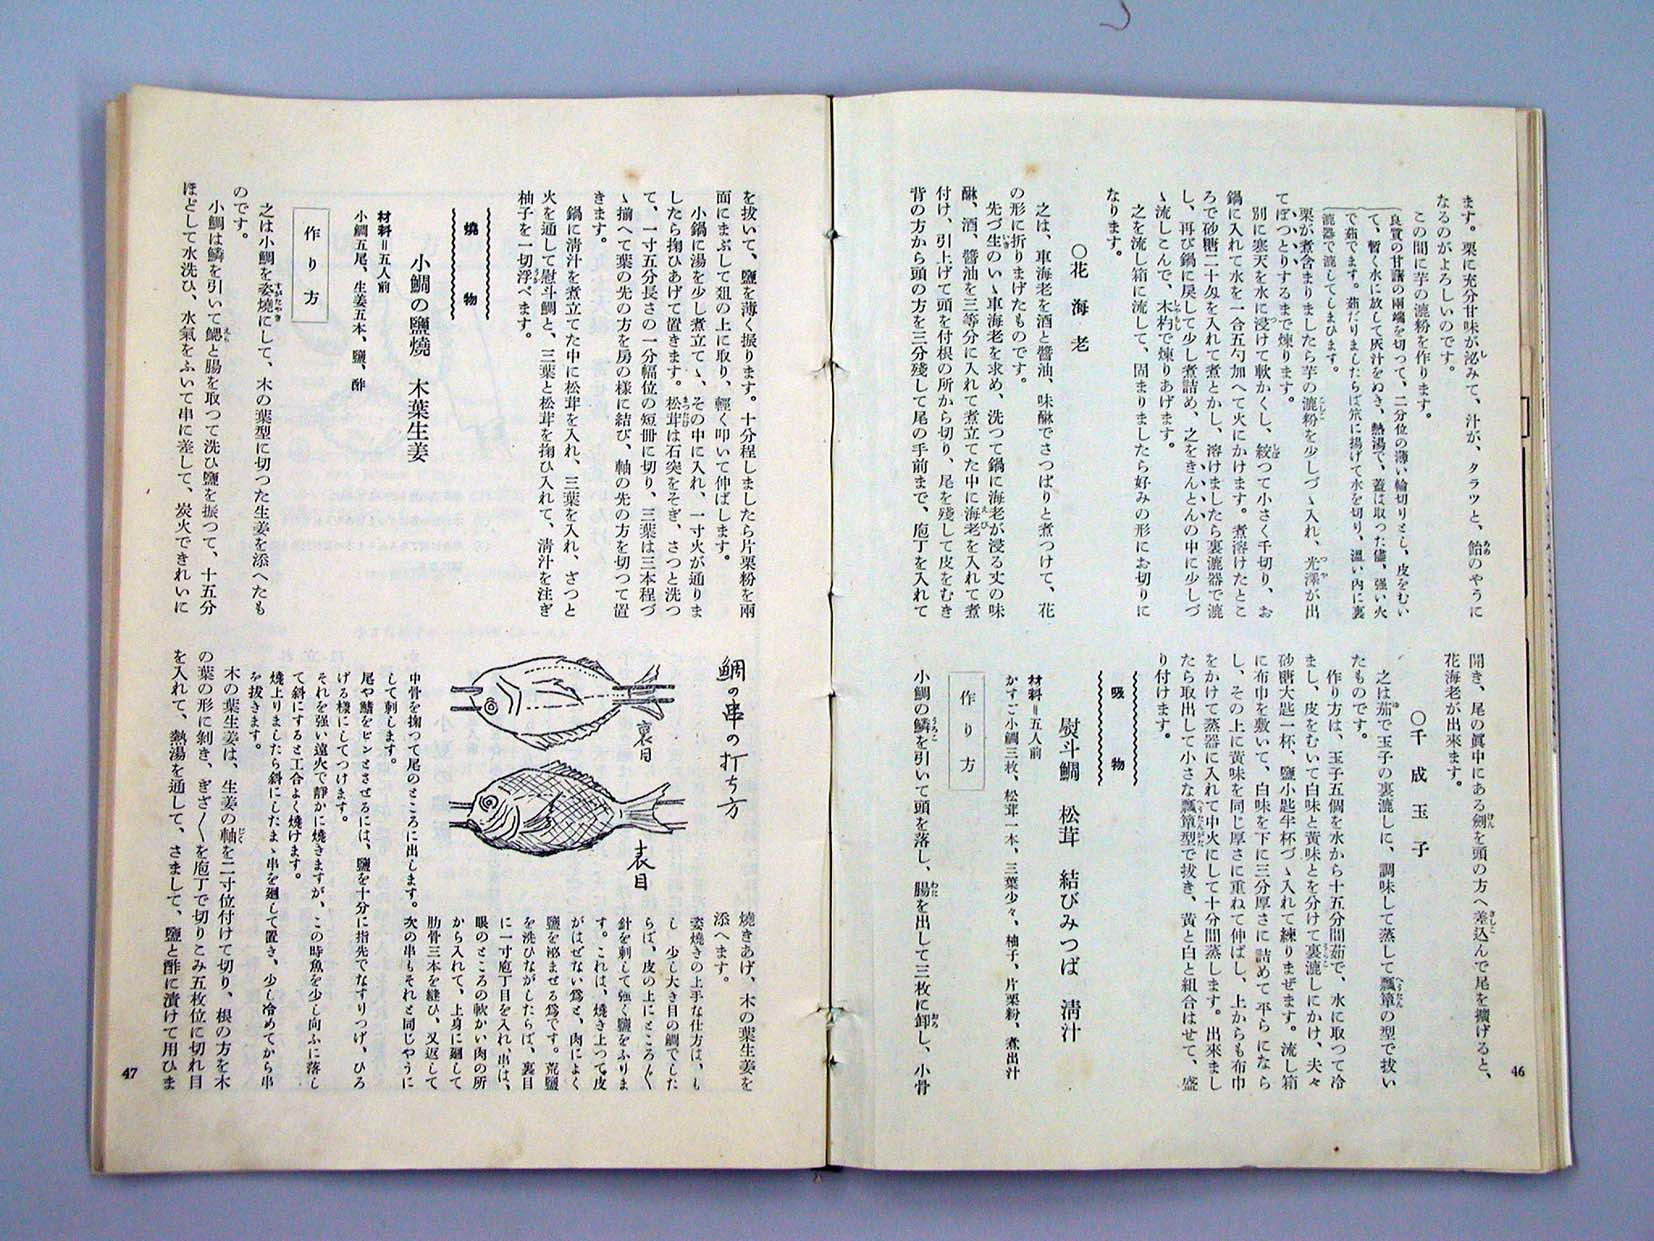 ます。栗に充分甘味が泌みて、汁が、タラツと、飴のやうに
なるのがよろしいのです。
この間に芋の漉粉を作ります。
良質の甘藷の兩端を切つて、二分位の薄い輪切りとし、皮をむい
て、暫く水に放して灰汁をぬき、熱湯で、蓋は取つた儘、强い火
で茹でます。茹だりましたらば笊に揚げて水を切り、溫い內に裏
漉器で漉してしまひます。
栗が煮含まりましたら芋の漉粉を少しづゝ入れ、光澤が出
てぽつとりするまで煉ります。
別に寒天を水に浸けて軟かくし、絞つて小さく千切り、お
鍋に入れて水を一合五勺加へて火にかけます。煮溶けたとこ
ろで砂糖二十匁を入れて煮とかし、溶けましたら裏漉器で漉
し、再び鍋に戾して少し煮詰め、之をきんとんの中に少しづ
ゝ流しこんで、木杓で煉りあげます。
之を流し箱に流して、固まりましたら好みの形にお切りに
なります。
○花海老
之は、車海老を酒と醬油、味醂でさつぱりと煮つけて、花
の形に折りまげたものです。
先づ生のいゝ車海老を求め、洗つて鍋に海老が浸る丈の味
醂、酒、醬油を三等分に入れて煮立てた中に海老を入れて煮
付け、引上げて頭を付根の所から切り、尾を殘して皮をむき
背の方から頭の方を三分殘して尾の手前まで、庖丁を入れて
開き、尾の眞中にある劍を頭の方へ差込んで尾を擴げると、
花海老が出來ます。
○千成玉子
之は茹で玉子の裏漉しに、調味して蒸して瓢簞の型で拔い
たものです。
作り方は、玉子五個を水から十五分間茹で、水に取つて冷
まし、皮をむいて白味と黃味とを分けて裏漉しにかけ、夫々
砂糖大匙一杯、鹽小匙半杯づゝ入れて練りまぜます。流し箱
に布巾を敷いて、白味を下に三分厚さに詰めて平らになら
し、その上に黃味を同じ厚さに重ねて伸ばし、上からも布巾
をかけて蒸器に入れて中火にして十分間蒸します。出來まし
たら取出して小さな瓢簞型で拔き、黃と白と組合はせて、盛
り付けます。
吸物
熨斗鯛 松茸 結びみつば 淸汁
材料＝五人前
かすご小鯛三枚、松茸一本、三葉少々、柚子、片栗粉、煮出汁
作り方
小鯛の鱗を引いて頭を落し、腸を出して三枚に卸し、小骨
46
を拔いて、鹽を薄く振ります。十分程しましたら片栗粉を兩
面にまぶして俎の上に取り、輕く叩いて伸ばします。
小鍋に湯を少し煮立てゝ、その中に入れ、一寸火が通りま
したら掬ひあげて置きます。松茸は石突をそぎ、さつと洗つ
て、一寸五分長さの一分幅位の短册に切り、三葉は三本程づ
ゝ揃へて葉の先の方を房の樣に結び、軸の先の方を切つて置
きます。
鍋に淸汁を煮立てた中に松茸を入れ、三葉を入れ、ざつと
火を通して熨斗鯛と、三葉と松茸を掬ひ入れて、淸汁を注ぎ
柚子を一切浮べます。
燒物
小鯛の鹽燒 木葉生姜
材料＝五人前
小鯛五尾、生姜五本、鹽、酢
作り方
之は小鯛を姿燒にして、木の葉型に切つた生姜を添へたも
のです。
小鯛は鱗を引いて鰓と腸を取つて洗ひ鹽を振つて、十五分
ほどして水洗ひ、水氣をふいて串に差して、炭火できれいに
燒きあげ、木の葉生姜を
添へます。
姿燒きの上手な仕方は、も
し 少し大き目の鯛でした
らば、皮の上にところ〴〵
針を刺して强く鹽をふりま
す。これは、燒き上つて皮
がはぜない爲と、肉によく
鹽を泌ませる爲です。荒鹽
を洗ひながしたらば、裏目
に一寸庖丁目を入れ、串は、
眼のところの軟かい肉の所
から入れて、上身に廻して
肋骨三本を縫ひ、又返して
次の串もそれと同じやうに
鯛の串の打ち方
裏目
表目
中骨を掬つて尾のところに出します。
して刺します。
尾や鰭をピンとさせるには、鹽を十分に指先でなすりつけ、ひろ
げる樣にしてつけます。
それを强い遠火で靜かに燒きますが、この時魚を少し向ふに落し
て斜にすると工合よく燒けます。
燒上りましたら斜にしたまゝ串を廻して置き、少し冷めてから串
を拔きます。
木の葉生姜は、生姜の軸を二寸位付けて切り、根の方を木
の葉の形に剝き、ぎざ〳〵を庖丁で切りこみ五枚位に切れ目
を入れて、熱湯を通して、さまして、鹽と酢に漬けて用ひま
47